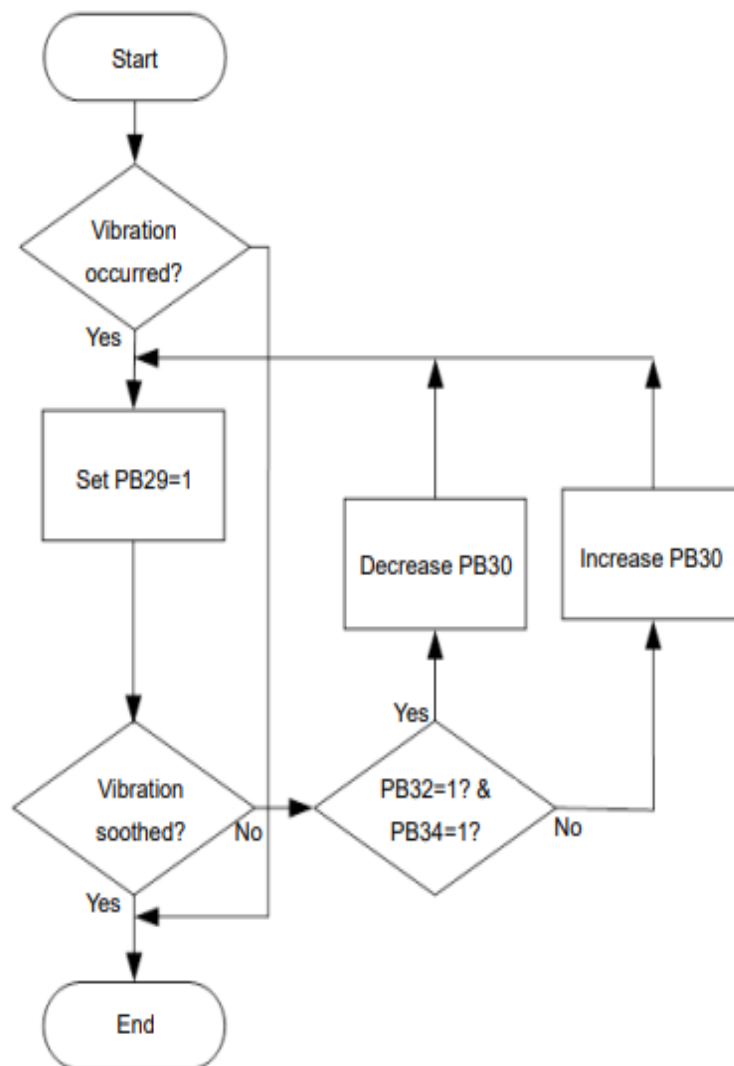 Start
Vibration
occurred?
Yes
Set PB29=1
Decrease PB30
Increase PB30
Yes
Vibration
soothed?
No
PB32=1? &
PB34=1?
No
Yes
End